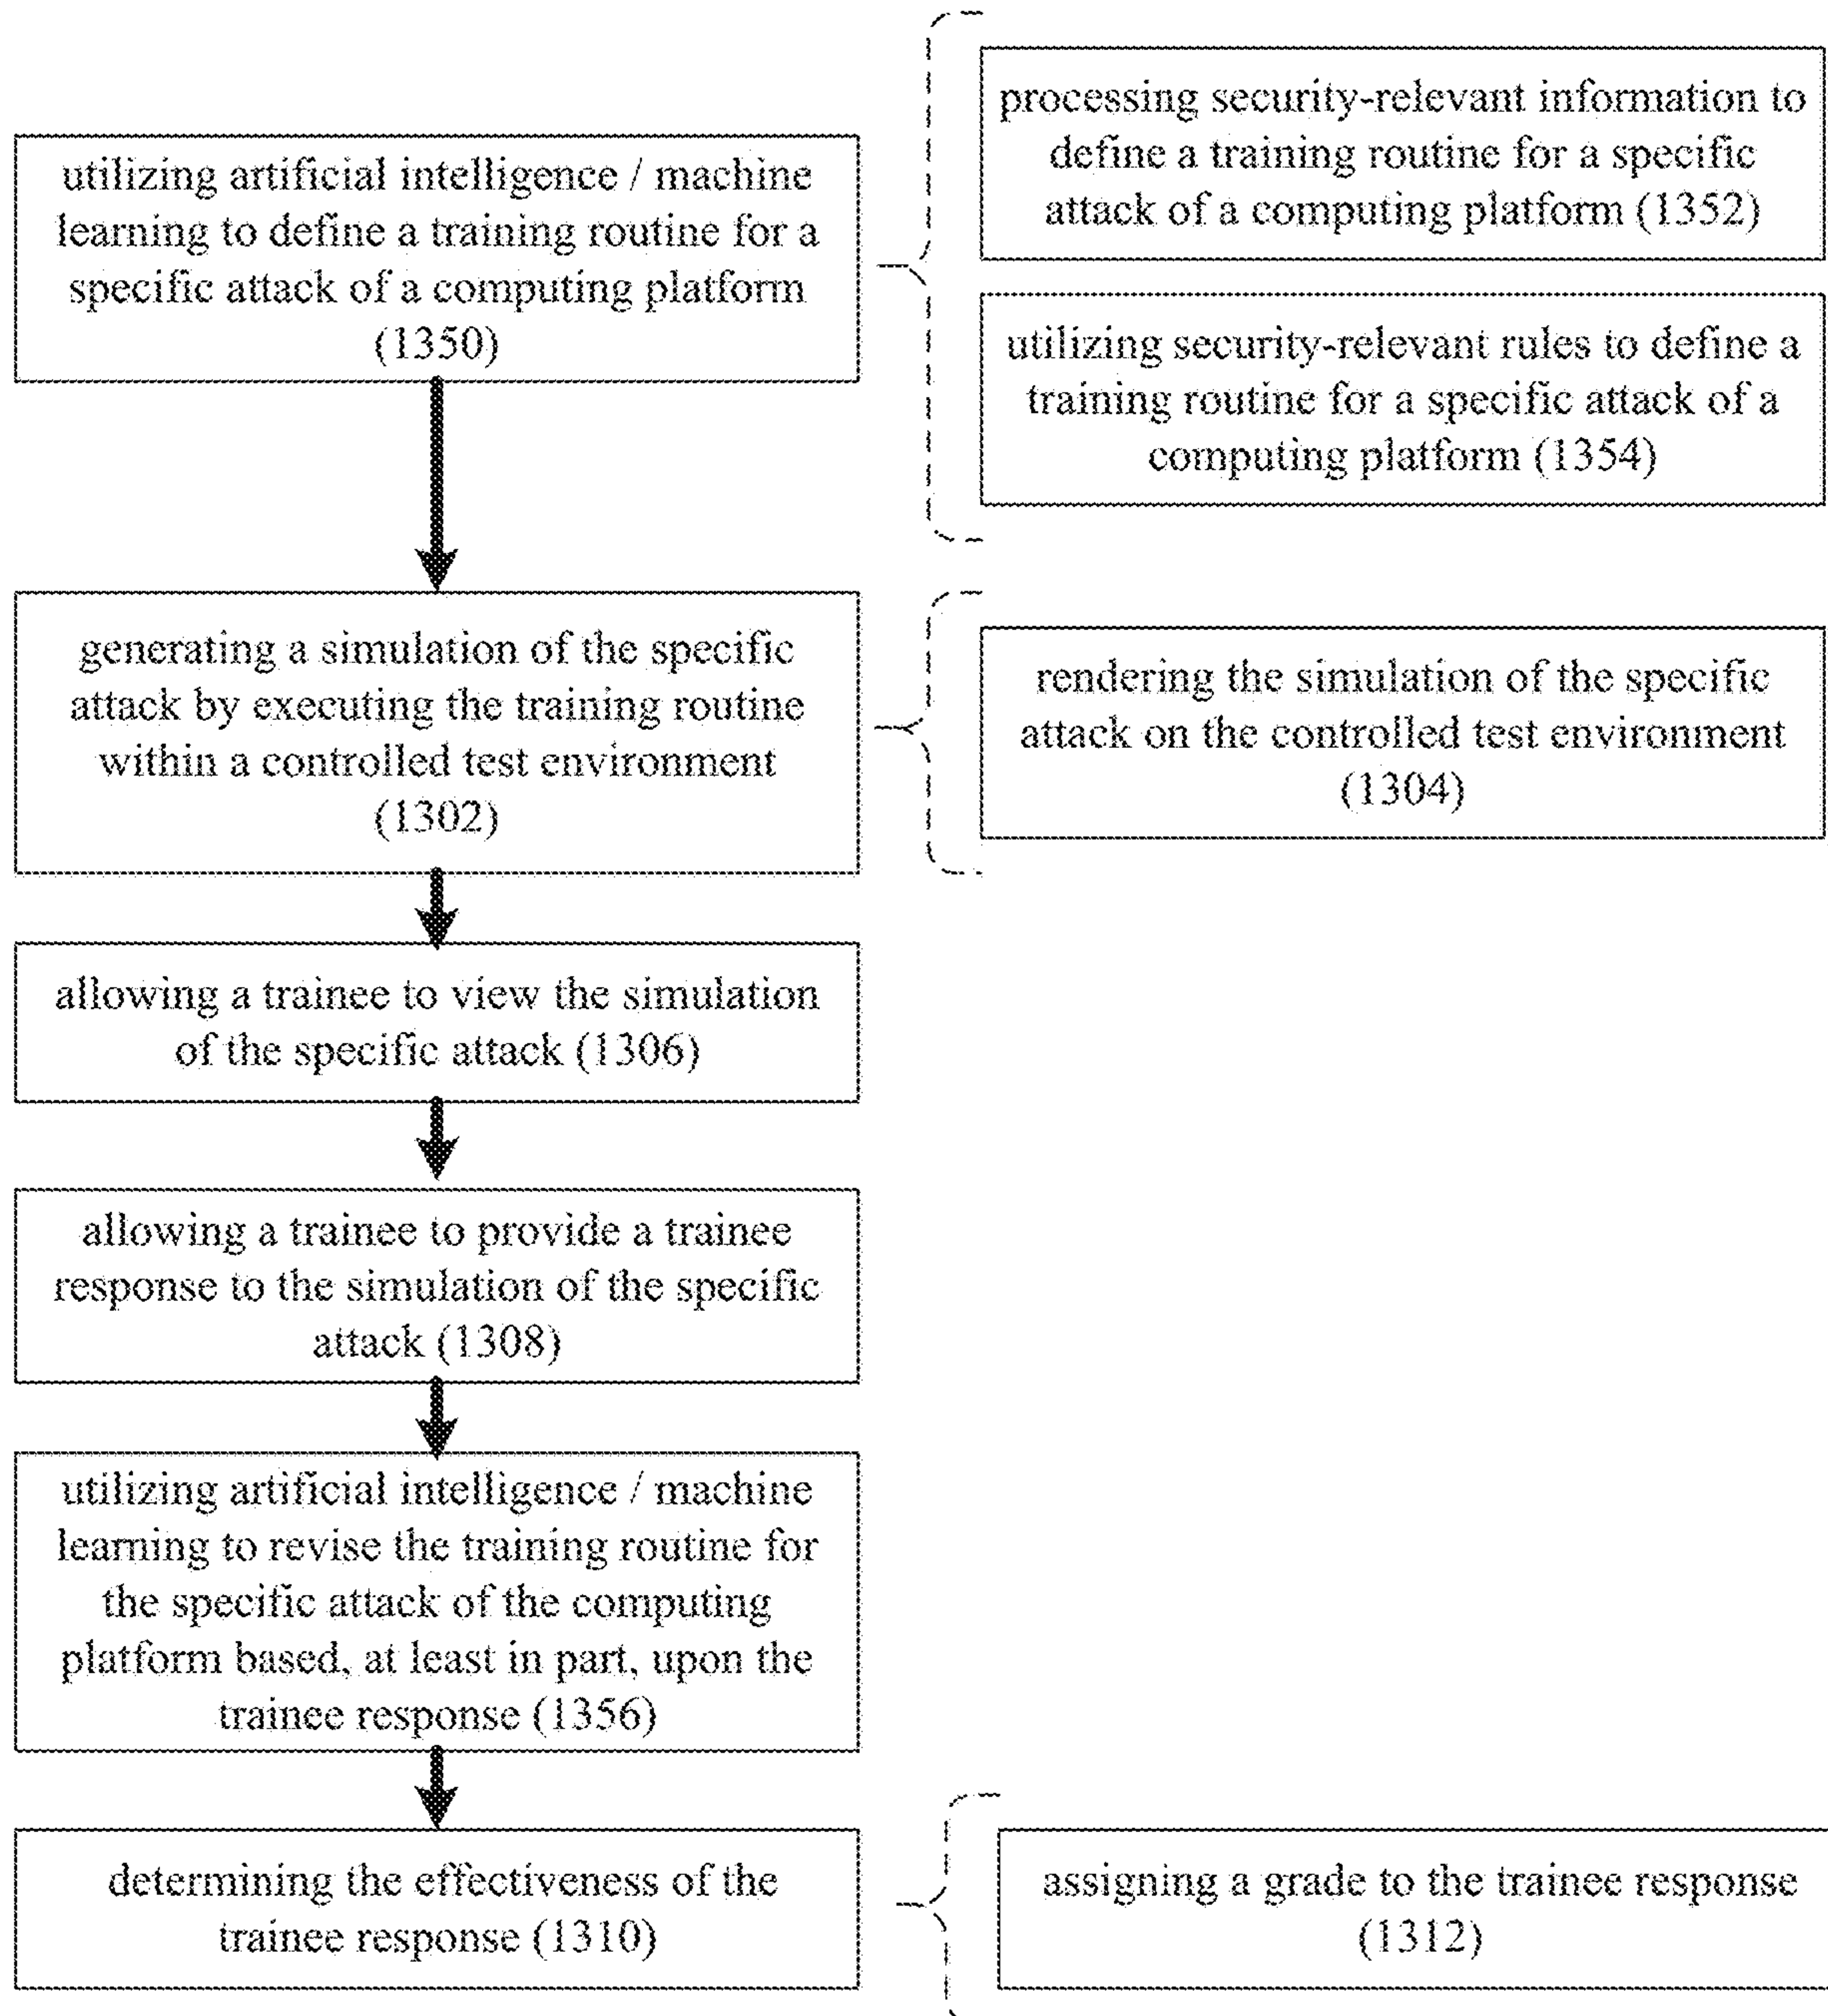 utilizing artificial intelligence / machine
learning to define a training routine for a
specific attack of a computing platform
(1350)
processing security-relevant information to
define a training routine for a specific
attack of a computing platform (1352)
utilizing security-relevant rules to define a
training routine for a specific attack of a
computing platform (1354)
generating a simulation of the specific
attack by executing the training routine
within a controlled test environment
(1302)
rendering the simulation of the specific
attack on the controlled test environment
(1304)
allowing a trainee to view the simulation
of the specific attack (1306)
allowing a trainee to provide a trainee
response to the simulation of the specific
attack (1308)
utilizing artificial intelligence / machine
learning to revise the training routine for
the specific attack of the computing
platform based, at least in part, upon the
trainee response (1356)
determining the effectiveness of the
trainee response (1310)
assigning a grade to the trainee response
(1312)